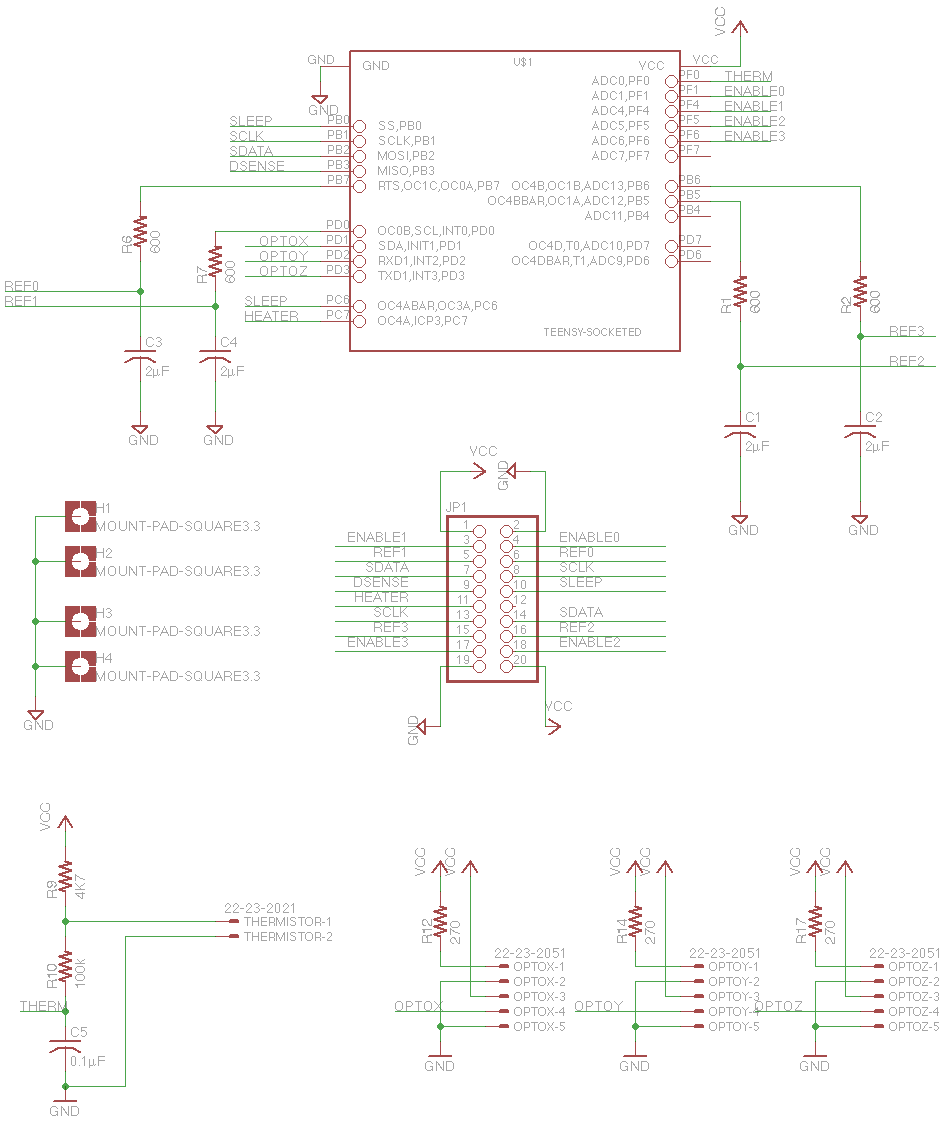 VCC
GND
GND
U$1
VCC
VCC
GND
ADC0,PF0
PF0
THERM
ADC1,PF1
PF1
ENABLE0
ADC4,PF4
PF4
ENABLE1
SLEEP
PB0
SS,PB0
ADC5,PF5
PF5
ENABLE2
SCLK
PB1
SCLK,PB1
ADC6,PF6
PF6
ENABLE3
SDATA
PB2
MOSI,PB2
ADC7,PF7
PF7
DSENSE
PB3
MISO,PB3
PB7
RTS,OC1C,OC0A,PB7
OC4B,OC1B,ADC13,PB6
PB6
OC4BBAR,OC1A,ADC12,PB5
PB5
ADC11,PB4
PB4
PD0
OC0B,SCL,INT0,PD0
OPTOX
PD1
SDA,INIT1,PD1
OC4D,T0,ADC10,PD7
PD7
OPTOY
PD2
RXD1,INT2,PD2
OC4DBAR,T1,ADC9,PD6
PD6
OPTOZ
PD3
TXD1,INT3,PD3
R6
600
R7
600
R1
600
R2
600
REF0
REF1
SLEEP
PC6
OC4ABAR,OC3A,PC6
HEATER
PC7
OC4A,ICP3,PC7
TEENSY-SOCKETED
REF3
REF2
C3
2µF
C4
2µF
GND
GND
C1
2µF
C2
2µF
GND
GND
VCC
GND
JP1
1
2
ENABLE1
3
4
ENABLE0
REF1
5
6
REF0
SDATA
7
8
SCLK
DSENSE
9
10
SLEEP
HEATER
11
12
SCLK
13
14
SDATA
REF3
15
16
REF2
ENABLE3
17
18
ENABLE2
19
20
GND
VCC
H1
MOUNT-PAD-SQUARE3.3
H2
MOUNT-PAD-SQUARE3.3
H3
MOUNT-PAD-SQUARE3.3
H4
MOUNT-PAD-SQUARE3.3
GND
VCC
R9
4K7
22-23-2021
THERMISTOR-1
THERMISTOR-2
R10
100k
THERM
C5
0.1µF
GND
VCC
VCC
R12
270
22-23-2051
OPTOX-1
OPTOX-2
OPTOX-3
OPTOX
OPTOX-4
OPTOX-5
GND
VCC
VCC
R14
270
22-23-2051
OPTOY-1
OPTOY-2
OPTOY-3
OPTOY
OPTOY-4
OPTOY-5
GND
VCC
VCC
R17
270
22-23-2051
OPTOZ-1
OPTOZ-2
OPTOZ-3
OPTOZ
OPTOZ-4
OPTOZ-5
GND